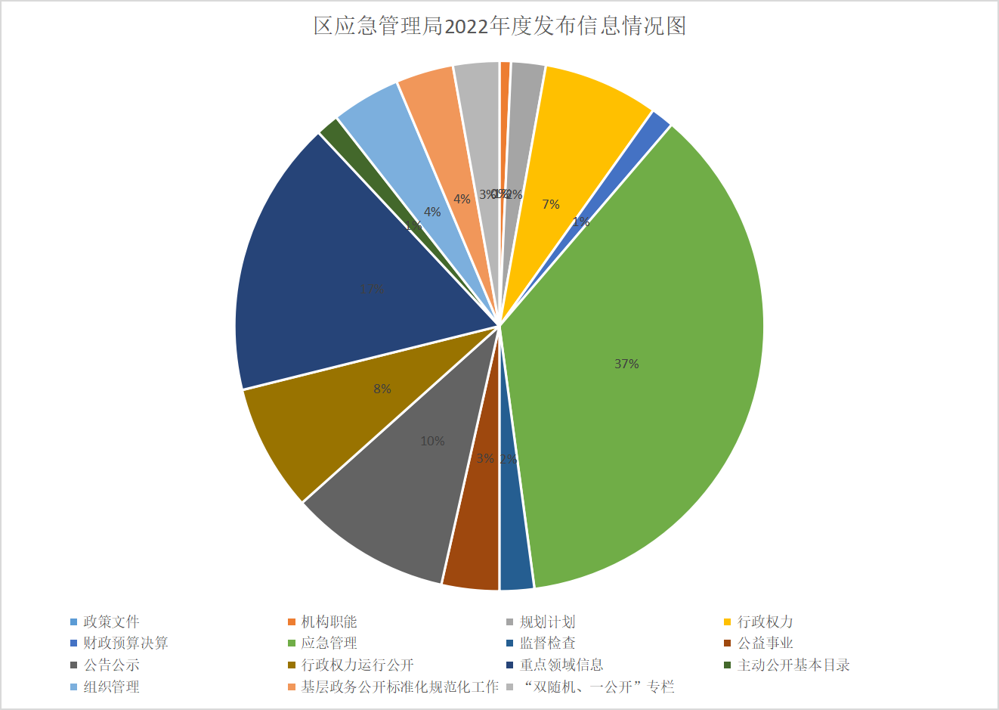 区应急管理局2022年度发布信息情况图
3%
0%
1%
2%
4%
7%
4%
1%
1%
17%
37%
8%
10%
3%
2%
政策文件
机构职能
规划计划
行政权力
财政预算决算
应急管理
监督检查
公益事业
公告公示
行政权力运行公开
重点领域信息
主动公开基本目录
组织管理
基层政务公开标准化规范化工作
“双随机、一公开”专栏